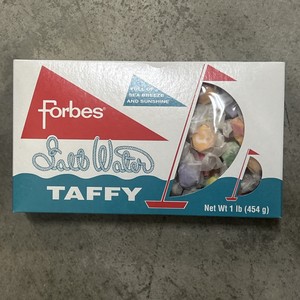 FULL OF
SEA BREEZE
AND SUNSHINE
Forbes®
Salt Water
TAFFY
Net Wt 1 lb (454 g)